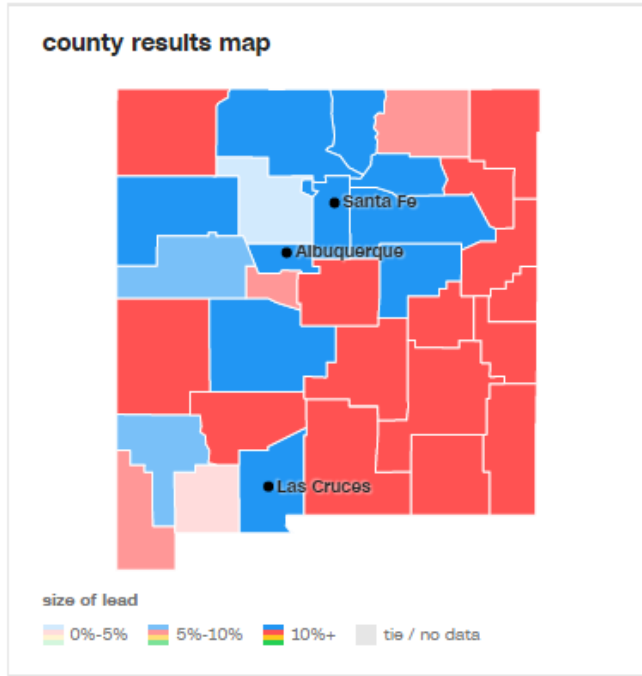 county results map
Santa Fe
Albuquerque
Las Cruces
size of lead
0%-5% 5%-10% 10%+ tie / no data